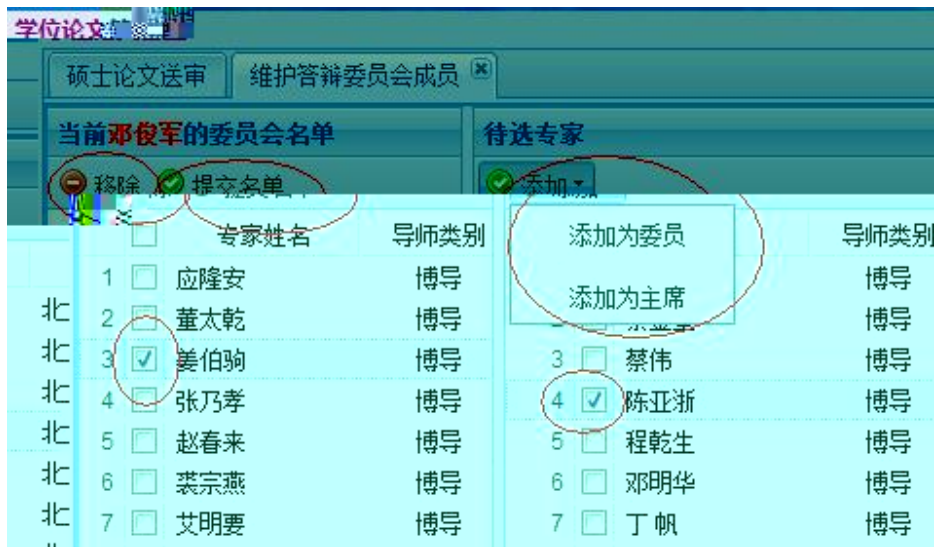 学位论文
硕士论文送审 维护答辩委员会成员
当前邓俊军的委员会名单 待选专家
移除 提交名单 添加
专家姓名 导师类别 添加为委员 导师类别
1 应隆安 博导 博导
添加为主席
北 2 董太乾 博导 博导
北 3 姜伯驹 博导 3 蔡伟 博导
北 4 张乃孝 博导 4 陈亚浙 博导
北 5 赵春来 博导 5 程乾生 博导
北 6 裘宗燕 博导 6 邓明华 博导
北 7 艾明要 博导 7 丁帆 博导